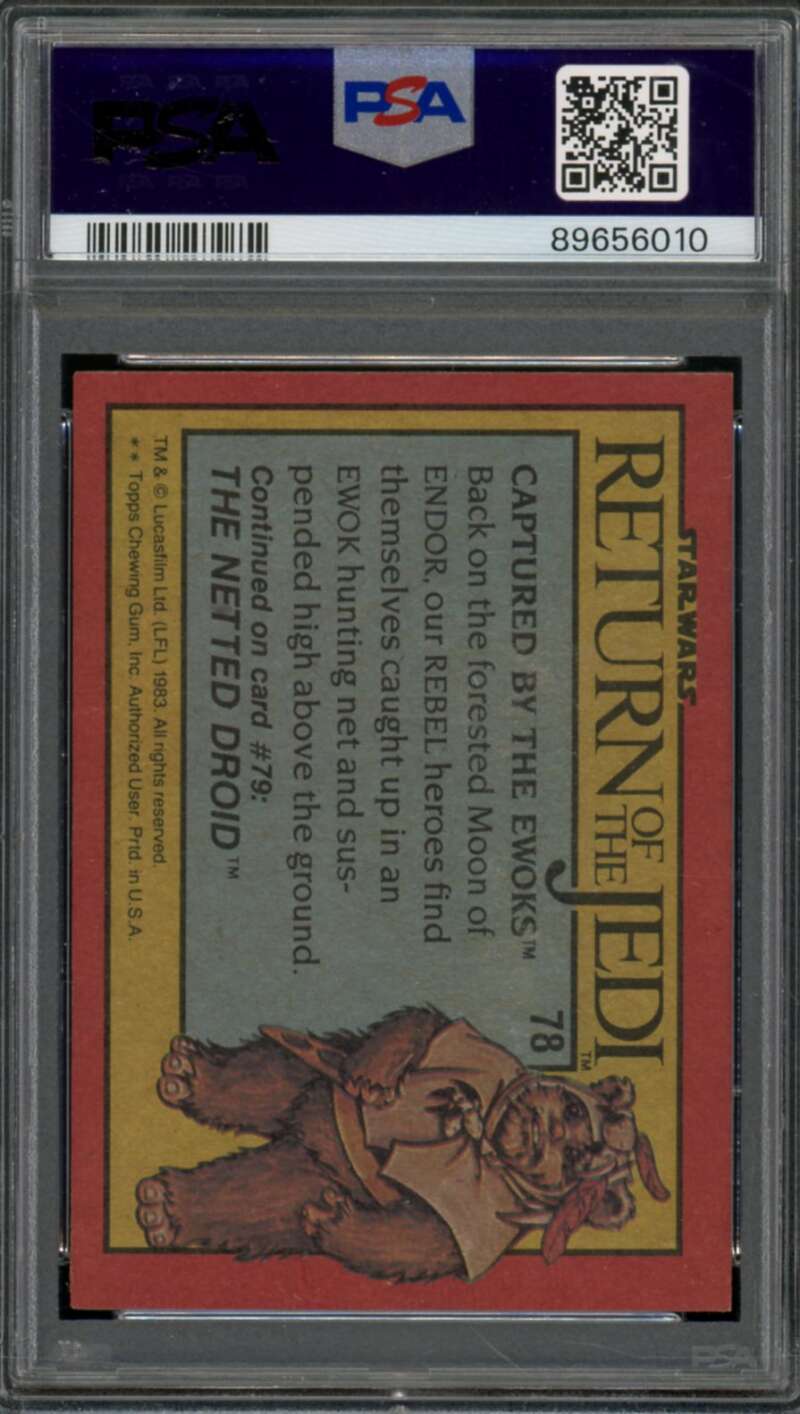 PSA
PSA
89656010
STAR WARS
RETURN OF THE JEDI™
CAPTURED BY THE EWOKS™ 78
Back on the forested Moon of
ENDOR, our REBEL heroes find
themselves caught up in an
EWOK hunting net and sus-
pended high above the ground.
Continued on card #79:
THE NETTED DROID™
TM & © Lucasfilm Ltd. (LFL) 1983. All rights reserved.
** Topps Chewing Gum, Inc. Authorized User. Prtd. in U.S.A.
PSA